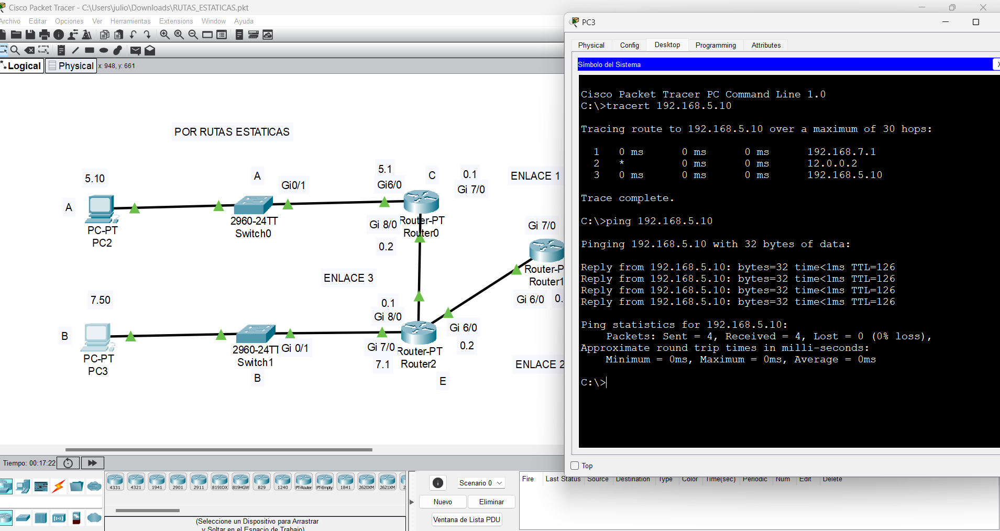 Cisco Packet Tracer - C:\Users\julio\Downloads\RUTAS_ESTATICAS.pkt
Archivo Editar Opciones Ver Herramientas Extensions Window Ayuda
Logical Physical x: 948, y: 661
POR RUTAS ESTATICAS
5.10
A
PC-PT
PC2
A
Gi0/1
2960-24TT
Switch0
5.1
Gi6/0
C
0.1
Gi 7/0
ENLACE 1
Gi 8/0
Router-PT
Router0
0.2
Gi 7/0
Router1
Gi 6/0
ENLACE 3
7.50
B
PC-PT
PC3
2960-24TT
Switch1
Gi 0/1
B
0.1
Gi 8/0
Gi 7/0
7.1
Router-PT
Router2
Gi 6/0
0.2
E
ENLACE 2
Tiempo: 00:17:22
4331 4321 1941 2901 2911 819IOX 819HGW 829 1240 PT-Router PT-Empty 1841 2620XM 2621XM
(Seleccione un Dispositivo para Arrastrar
y Soltar en el Espacio de Trabajo)
Scenario 0
Nuevo Eliminar
Ventana de Lista PDU
Fire Last Status Source Destination Type Color Time(sec) Periodic Num Edit Delete
PC3
Physical Config Desktop Programming Attributes
Símbolo del Sistema X
Cisco Packet Tracer PC Command Line 1.0
C:\>tracert 192.168.5.10
Tracing route to 192.168.5.10 over a maximum of 30 hops:
1 0 ms 0 ms 0 ms 192.168.7.1
2 * 0 ms 0 ms 12.0.0.2
3 0 ms 0 ms 0 ms 192.168.5.10
Trace complete.
C:\>ping 192.168.5.10
Pinging 192.168.5.10 with 32 bytes of data:
Reply from 192.168.5.10: bytes=32 time<1ms TTL=126
Reply from 192.168.5.10: bytes=32 time<1ms TTL=126
Reply from 192.168.5.10: bytes=32 time<1ms TTL=126
Reply from 192.168.5.10: bytes=32 time<1ms TTL=126
Ping statistics for 192.168.5.10:
Packets: Sent = 4, Received = 4, Lost = 0 (0% loss),
Approximate round trip times in milli-seconds:
Minimum = 0ms, Maximum = 0ms, Average = 0ms
C:\>
Top